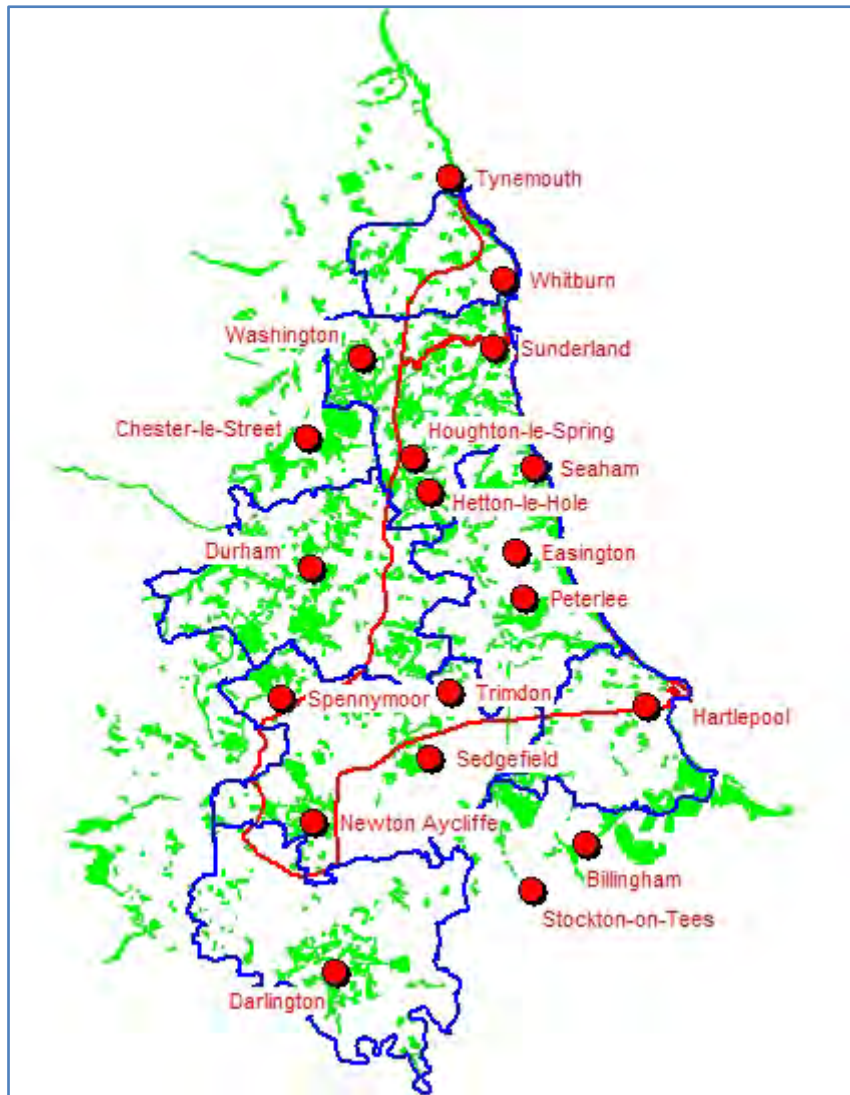 Tynemouth
Whitburn
Washington
Sunderland
Chester-le-Street
Houghton-le-Spring
Seaham
Hetton-le-Hole
Durham
Easington
Peterlee
Spennymoor
Trimdon
Hartlepool
Sedgefield
Newton Aycliffe
Billingham
Stockton-on-Tees
Darlington